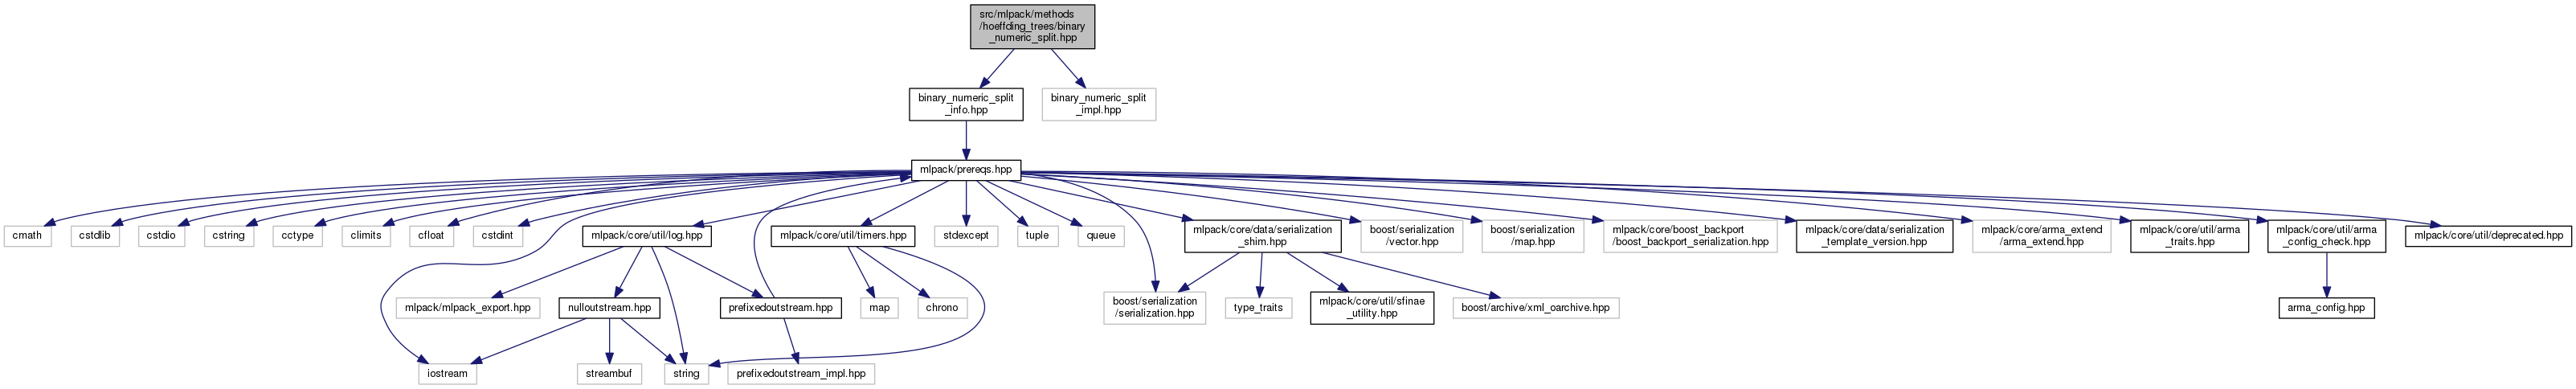 src/mlpack/methods
/hoeffding_trees/binary
_numeric_split.hpp
binary_numeric_split
_info.hpp
binary_numeric_split
_impl.hpp
mlpack/prereqs.hpp
cmath
cstdlib
cstdio
cstring
cctype
climits
cfloat
cstdint
mlpack/core/util/log.hpp
mlpack/core/util/timers.hpp
stdexcept
tuple
queue
mlpack/core/data/serialization
_shim.hpp
boost/serialization
/vector.hpp
boost/serialization
/map.hpp
mlpack/core/boost_backport
/boost_backport_serialization.hpp
mlpack/core/data/serialization
_template_version.hpp
mlpack/core/arma_extend
/arma_extend.hpp
mlpack/core/util/arma
_traits.hpp
mlpack/core/util/arma
_config_check.hpp
mlpack/core/util/deprecated.hpp
mlpack/mlpack_export.hpp
nulloutstream.hpp
prefixedoutstream.hpp
map
chrono
boost/serialization
/serialization.hpp
type_traits
mlpack/core/util/sfinae
_utility.hpp
boost/archive/xml_oarchive.hpp
arma_config.hpp
iostream
streambuf
string
prefixedoutstream_impl.hpp